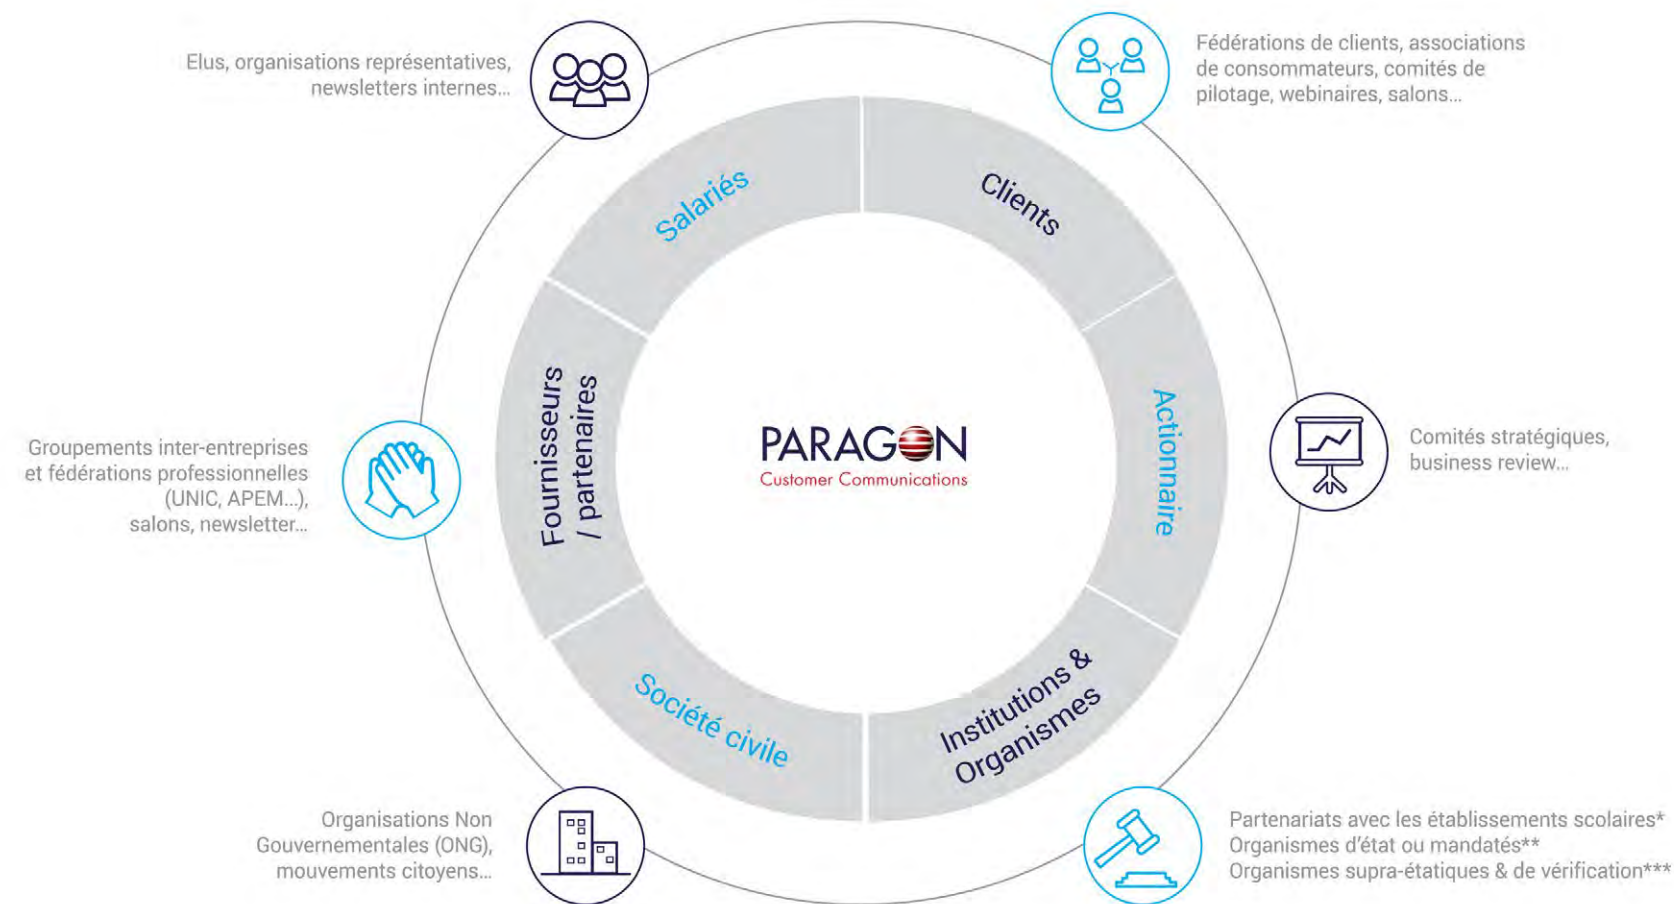 Elus, organisations représentatives,
newsletters internes...
Fédérations de clients, associations
de consommateurs, comités de
pilotage, webinaires, salons...
Salariés
Clients
Fournisseurs
/ partenaires
Actionnaire
PARAGON
Customer Communications
Groupements inter-entreprises
et fédérations professionnelles
(UNIC, APEM...),
salons, newsletter...
Comités stratégiques,
business review...
Société civile
Institutions &
Organismes
Organisations Non
Gouvernementales (ONG),
mouvements citoyens...
Partenariats avec les établissements scolaires*
Organismes d'état ou mandatés**
Organismes supra-étatiques & de vérification***